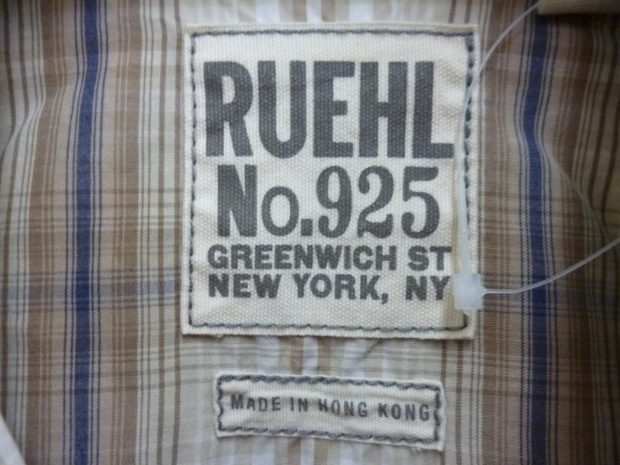 RUEHL
No.925
GREENWICH ST
NEW YORK, NY
MADE IN HONG KONG